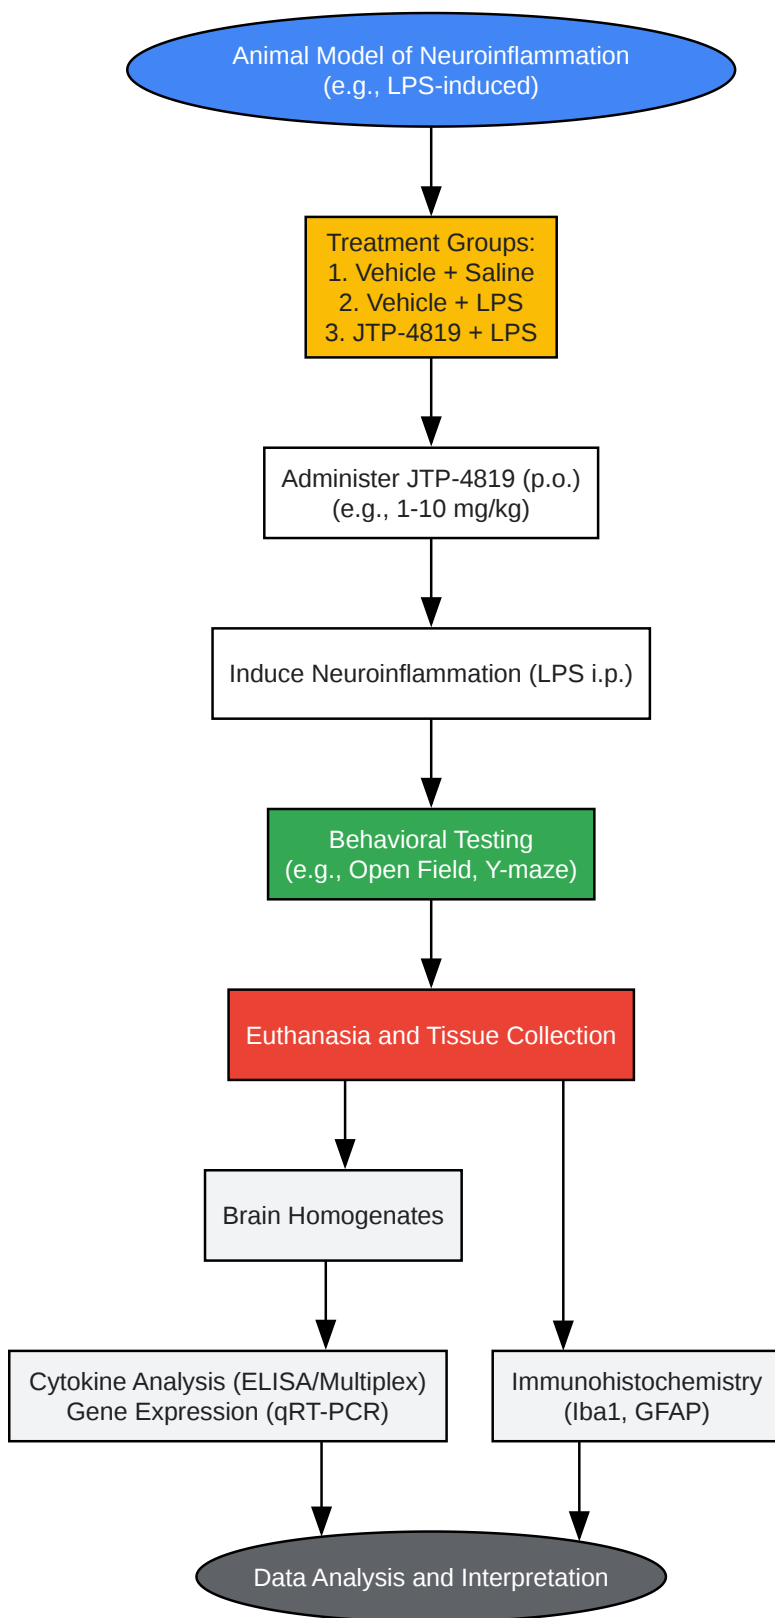 Animal Model of Neuroinflammation
(e.g., LPS-induced)
Treatment Groups:
1. Vehicle + Saline
2. Vehicle + LPS
3. JTP-4819 + LPS
Administer JTP-4819 (p.o.)
(e.g., 1-10 mg/kg)
Induce Neuroinflammation (LPS i.p.)
Behavioral Testing
(e.g., Open Field, Y-maze)
Euthanasia and Tissue Collection
Brain Homogenates
Cytokine Analysis (ELISA/Multiplex)
Gene Expression (qRT-PCR)
Immunohistochemistry
(Iba1, GFAP)
Data Analysis and Interpretation